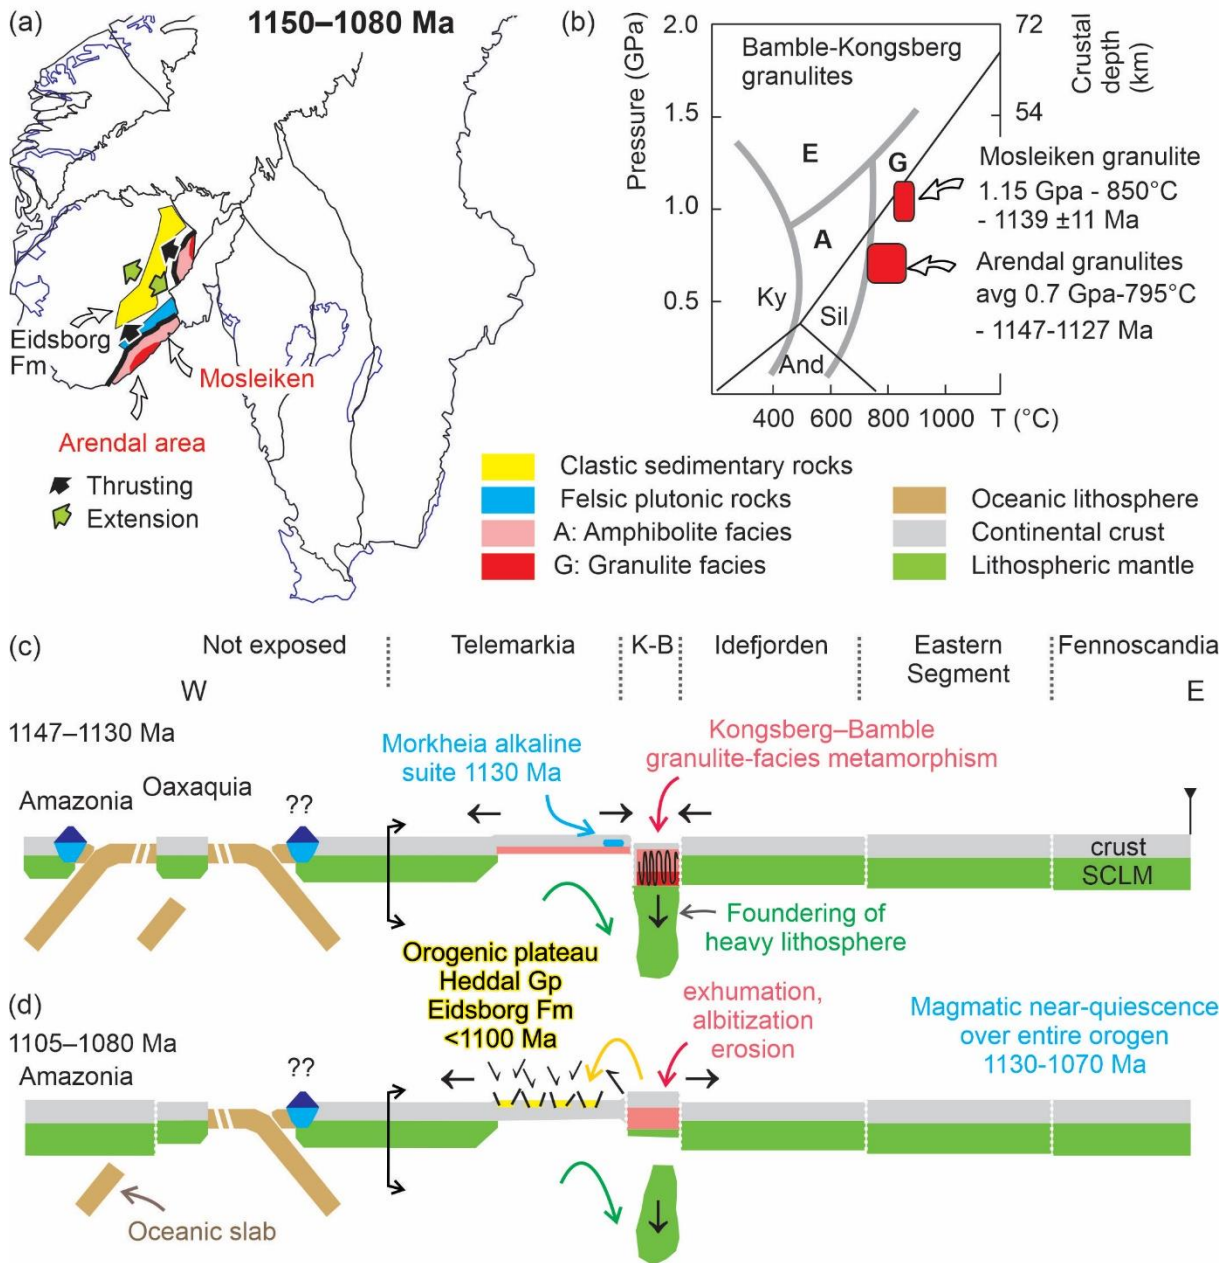 (a)
1150–1080 Ma
Eidsborg
Fm
Mosleiken
Arendal area
Thrusting
Extension
(b)
Pressure (GPa)
2.0
1.5
1.0
0.5
72
54
Crustal
depth
(km)
Bamble-Kongsberg
granulites
E
G
A
Ky
Sil
And
Mosleiken granulite
1.15 Gpa - 850°C
- 1139 ±11 Ma
Arendal granulites
avg 0.7 Gpa-795°C
- 1147-1127 Ma
400 600 800 1000 T (°C)
Clastic sedimentary rocks
Felsic plutonic rocks
A: Amphibolite facies
G: Granulite facies
Oceanic lithosphere
Continental crust
Lithospheric mantle
(c)
Not exposed
Telemarkia
K-B
Idefjorden
Eastern
Segment
Fennoscandia
W
E
1147–1130 Ma
Morkheia alkaline
suite 1130 Ma
Kongsberg–Bamble
granulite-facies metamorphism
Amazonia
Oaxaquia
??
crust
SCLM
Foundering of
heavy lithosphere
Orogenic plateau
Heddal Gp
Eidsborg Fm
<1100 Ma
exhumation,
albitization
erosion
Magmatic near-quiescence
over entire orogen
1130-1070 Ma
(d)
1105–1080 Ma
Amazonia
??
Oceanic slab